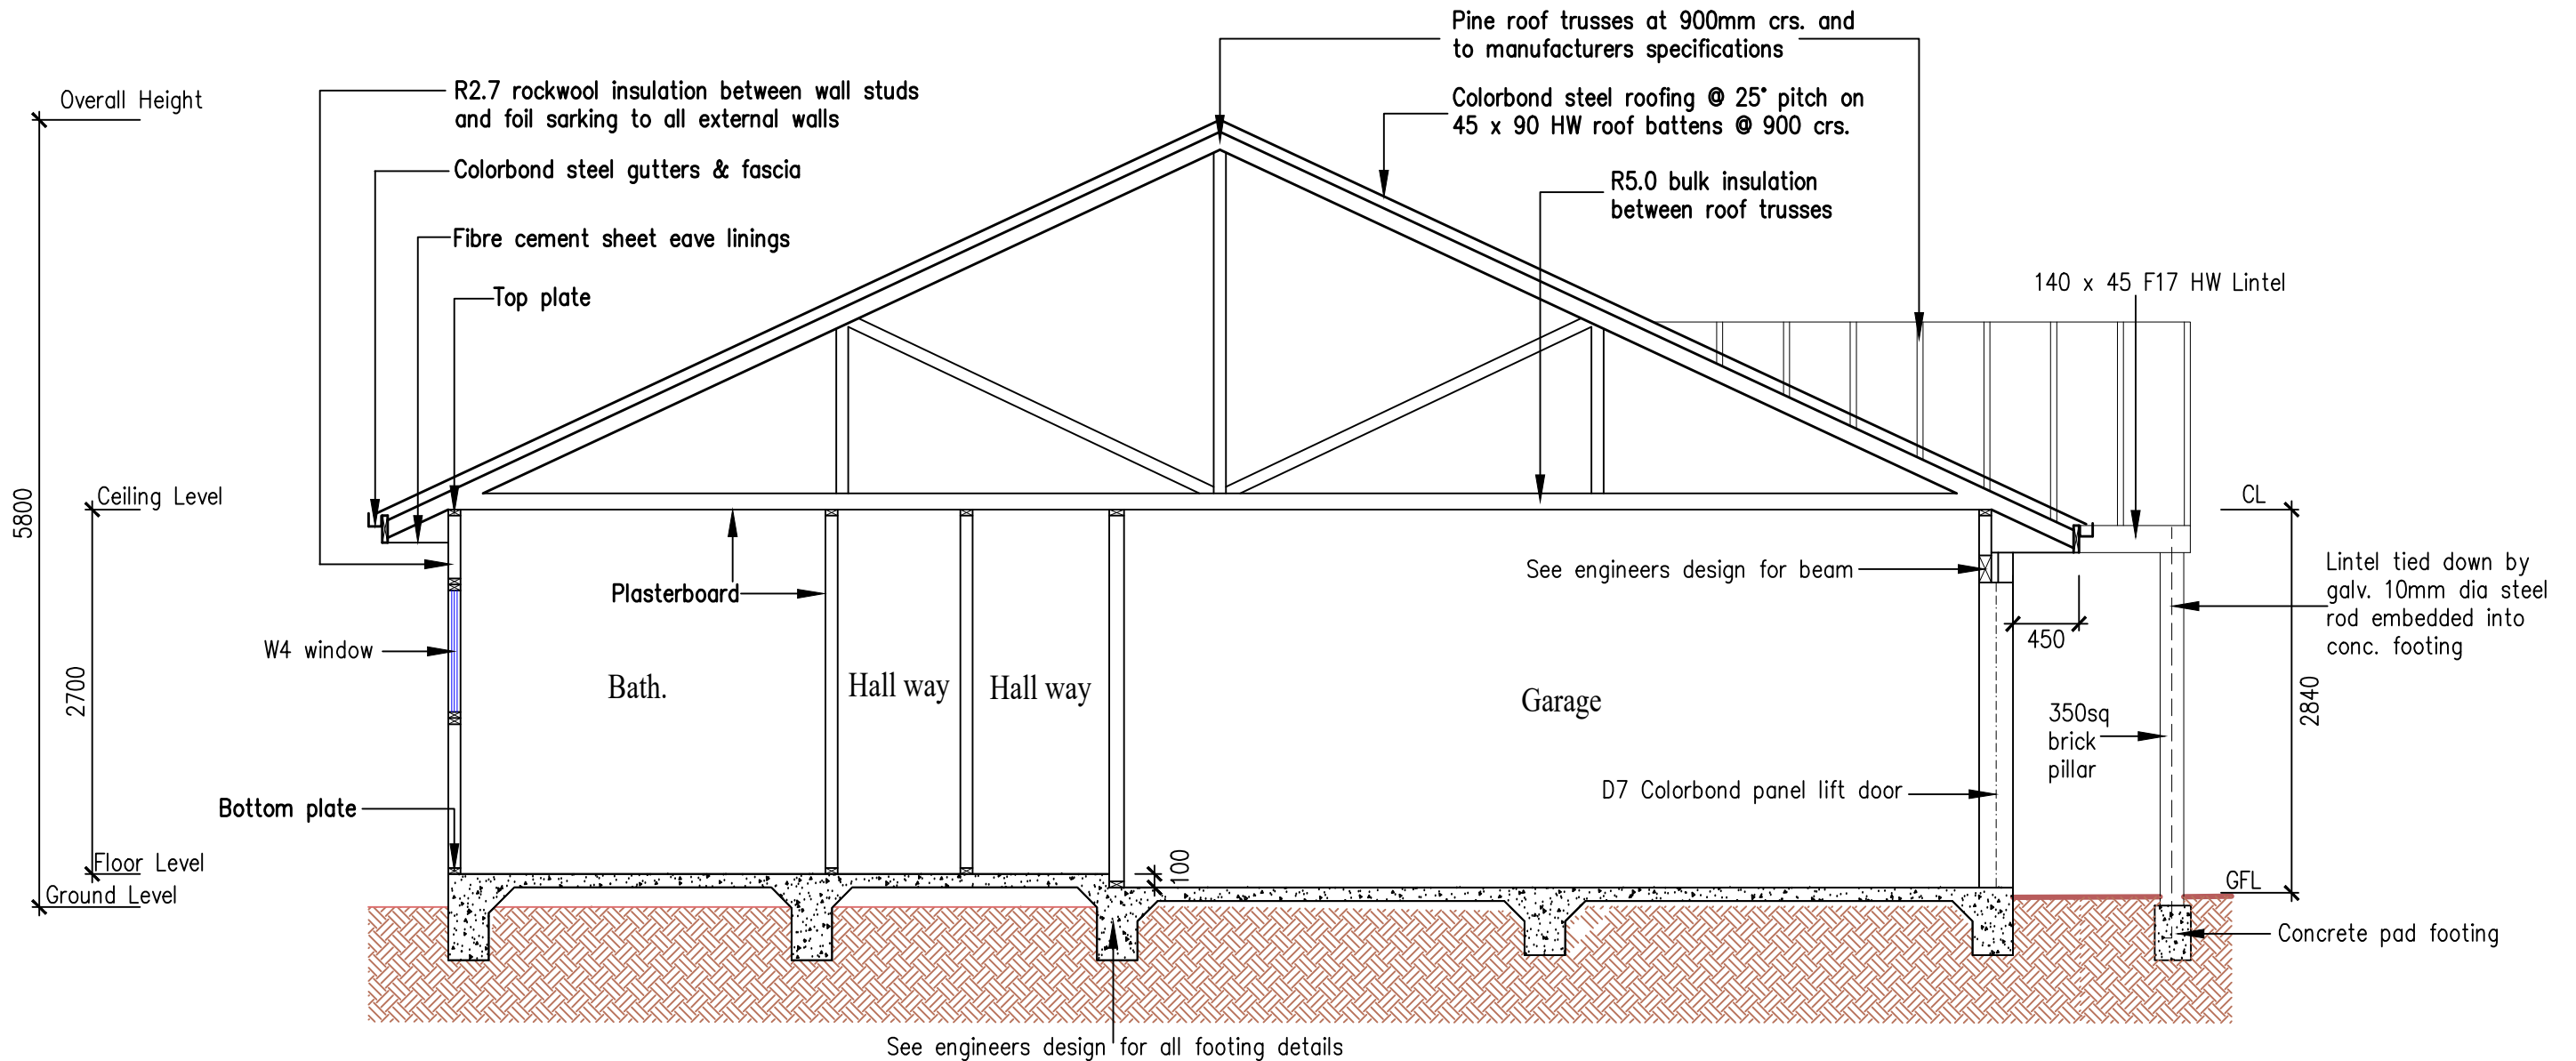 Pine roof trusses at 900mm crs. and
to manufacturers specifications
R2.7 rockwool insulation between wall studs
and foil sarking to all external walls
Overall Height
Colorbond steel roofing @ 25° pitch on
45 x 90 HW roof battens @ 900 crs.
Colorbond steel gutters & fascia
R5.0 bulk insulation
between roof trusses
Fibre cement sheet eave linings
140 x 45 F17 HW Lintel
Top plate
5800
Ceiling Level
CL
See engineers design for beam
Lintel tied down by
galv. 10mm dia steel
rod embedded into
conc. footing
Plasterboard
450
W4 window
2700
Bath.
Hall way
Hall way
Garage
2840
350sq
brick
pillar
D7 Colorbond panel lift door
Bottom plate
Floor Level
100
Ground Level
GFL
Concrete pad footing
See engineers design for all footing details